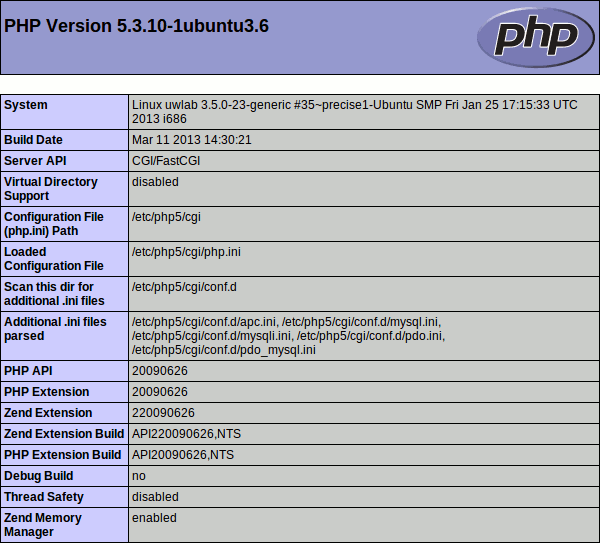 PHP Version 5.3.10-1ubuntu3.6
php
System
Linux uwlab 3.5.0-23-generic #35~precise1-Ubuntu SMP Fri Jan 25 17:15:33 UTC
2013 i686
Build Date
Mar 11 2013 14:30:21
Server API
CGI/FastCGI
Virtual Directory
Support
disabled
Configuration File
(php.ini) Path
/etc/php5/cgi
Loaded
Configuration File
/etc/php5/cgi/php.ini
Scan this dir for
additional .ini files
/etc/php5/cgi/conf.d
Additional .ini files
parsed
/etc/php5/cgi/conf.d/apc.ini, /etc/php5/cgi/conf.d/mysql.ini,
/etc/php5/cgi/conf.d/mysqli.ini, /etc/php5/cgi/conf.d/pdo.ini,
/etc/php5/cgi/conf.d/pdo_mysql.ini
PHP API
20090626
PHP Extension
20090626
Zend Extension
220090626
Zend Extension Build
API220090626,NTS
PHP Extension Build
API20090626,NTS
Debug Build
no
Thread Safety
disabled
Zend Memory
Manager
enabled